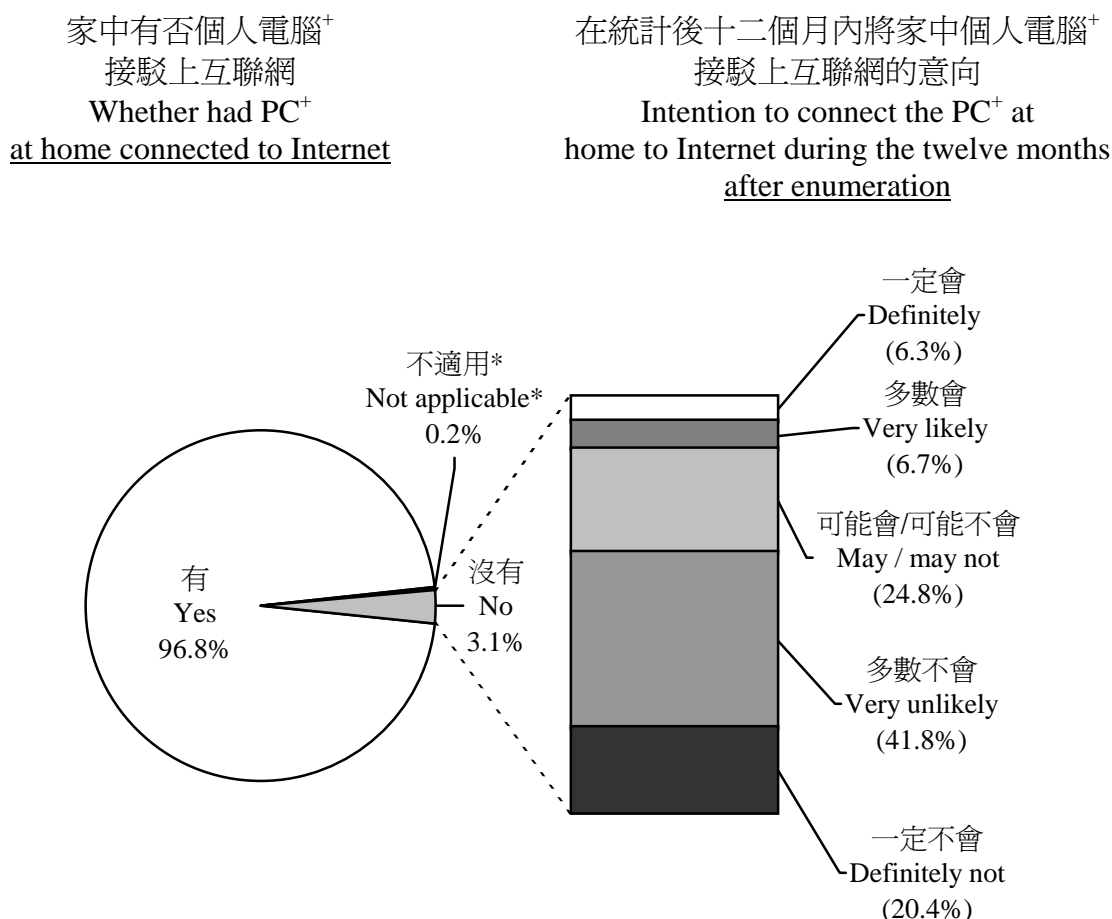 家中有否個人電腦+
接駁上互聯網
Whether had PC+
at home connected to Internet
在統計後十二個月內將家中個人電腦+
接駁上互聯網的意向
Intention to connect the PC+ at
home to Internet during the twelve months
after enumeration
不適用*
Not applicable*
0.2%
有
Yes
96.8%
沒有
No
3.1%
一定會
Definitely
(6.3%)
多數會
Very likely
(6.7%)
可能會/可能不會
May / may not
(24.8%)
多數不會
Very unlikely
(41.8%)
一定不會
Definitely not
(20.4%)